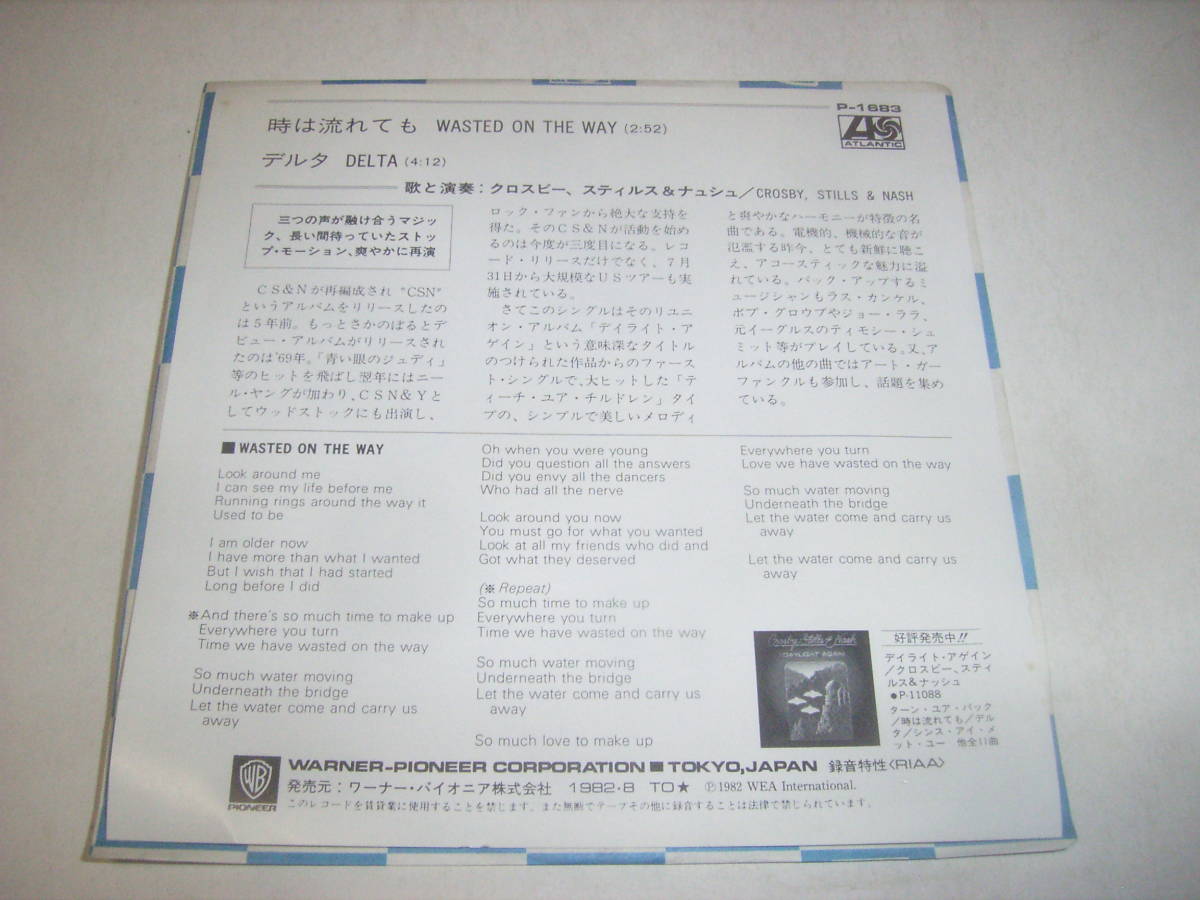 P-1683
時は流れても WASTED ON THE WAY (2:52)
ATLANTIC
デルタ DELTA (4:12)
歌と演奏：クロスビー、スティルス&ナュシュ／CROSBY, STILLS & NASH
三つの声が融け合うマジッ
ク、長い間待っていたストッ
プ・モーション、爽やかに再演
CS&Nが再編成され "CSN"
というアルバムをリリースしたの
は5年前。もっとさかのぼるとデ
ビュー・アルバムがリリースされ
たのは'69年。「青い眼のジュディ」
等のヒットを飛ばし翌年にはニー
ル・ヤングが加わり、CSN&Yと
してウッドストックにも出演し、
ロック・ファンから絶大な支持を
得た。そのCS&Nが活動を始め
るのは今度が三度目になる。レコ
ード・リリースだけでなく、7月
31日から大規模なUSツアーも実
施されている。
さてこのシングルはそのリユニ
オン・アルバム「デイライト・ア
ゲイン」という意味深なタイトル
のつけられた作品からのファース
ト・シングルで、大ヒットした「テ
ィーチ・ユア・チルドレン」タイ
プの、シンプルで美しいメロディ
と爽やかなハーモニーが特徴の名
曲である。電機的、機械的な音が
氾濫する昨今、とても新鮮に聴こ
え、アコースティックな魅力に溢
れている。バック・アップするミ
ュージシャンもラス・カンケル、
ボブ・グロウブやジョー・ララ、
元イーグルスのティモシー・シュ
ミット等がプレイしている。又、ア
ルバムの他の曲ではアート・ガー
ファンクルも参加し、話題を集め
ている。
■ WASTED ON THE WAY
Look around me
I can see my life before me
Running rings around the way it
Used to be
I am older now
I have more than what I wanted
But I wish that I had started
Long before I did
※And there's so much time to make up
Everywhere you turn
Time we have wasted on the way
So much water moving
Underneath the bridge
Let the water come and carry us
away
Oh when you were young
Did you question all the answers
Did you envy all the dancers
Who had all the nerve
Look around you now
You must go for what you wanted
Look at all my friends who did and
Got what they deserved
(※ Repeat)
So much time to make up
Everywhere you turn
Time we have wasted on the way
So much water moving
Underneath the bridge
Let the water come and carry us
away
So much love to make up
Everywhere you turn
Love we have wasted on the way
So much water moving
Underneath the bridge
Let the water come and carry us
away
Let the water come and carry us
away
Crosby, Stills & Nash
DAYLIGHT AGAIN
好評発売中!!
デイライト・アゲイン
／クロスビー、スティ
ルス&ナッシュ
●P-11088
ターン・ユア・バック
／時は流れても／デル
タ／シンス・アイ・メ
ット・ユー 他全11曲
WB
PIONEER
WARNER-PIONEER CORPORATION ■ TOKYO, JAPAN 録音特性〈RIAA〉
発売元：ワーナー・パイオニア株式会社 1982・8 TO★ Ⓟ1982 WEA International.
このレコードを賃貸業に使用することを禁じます。また無断でテープその他に録音することは法律で禁じられています。